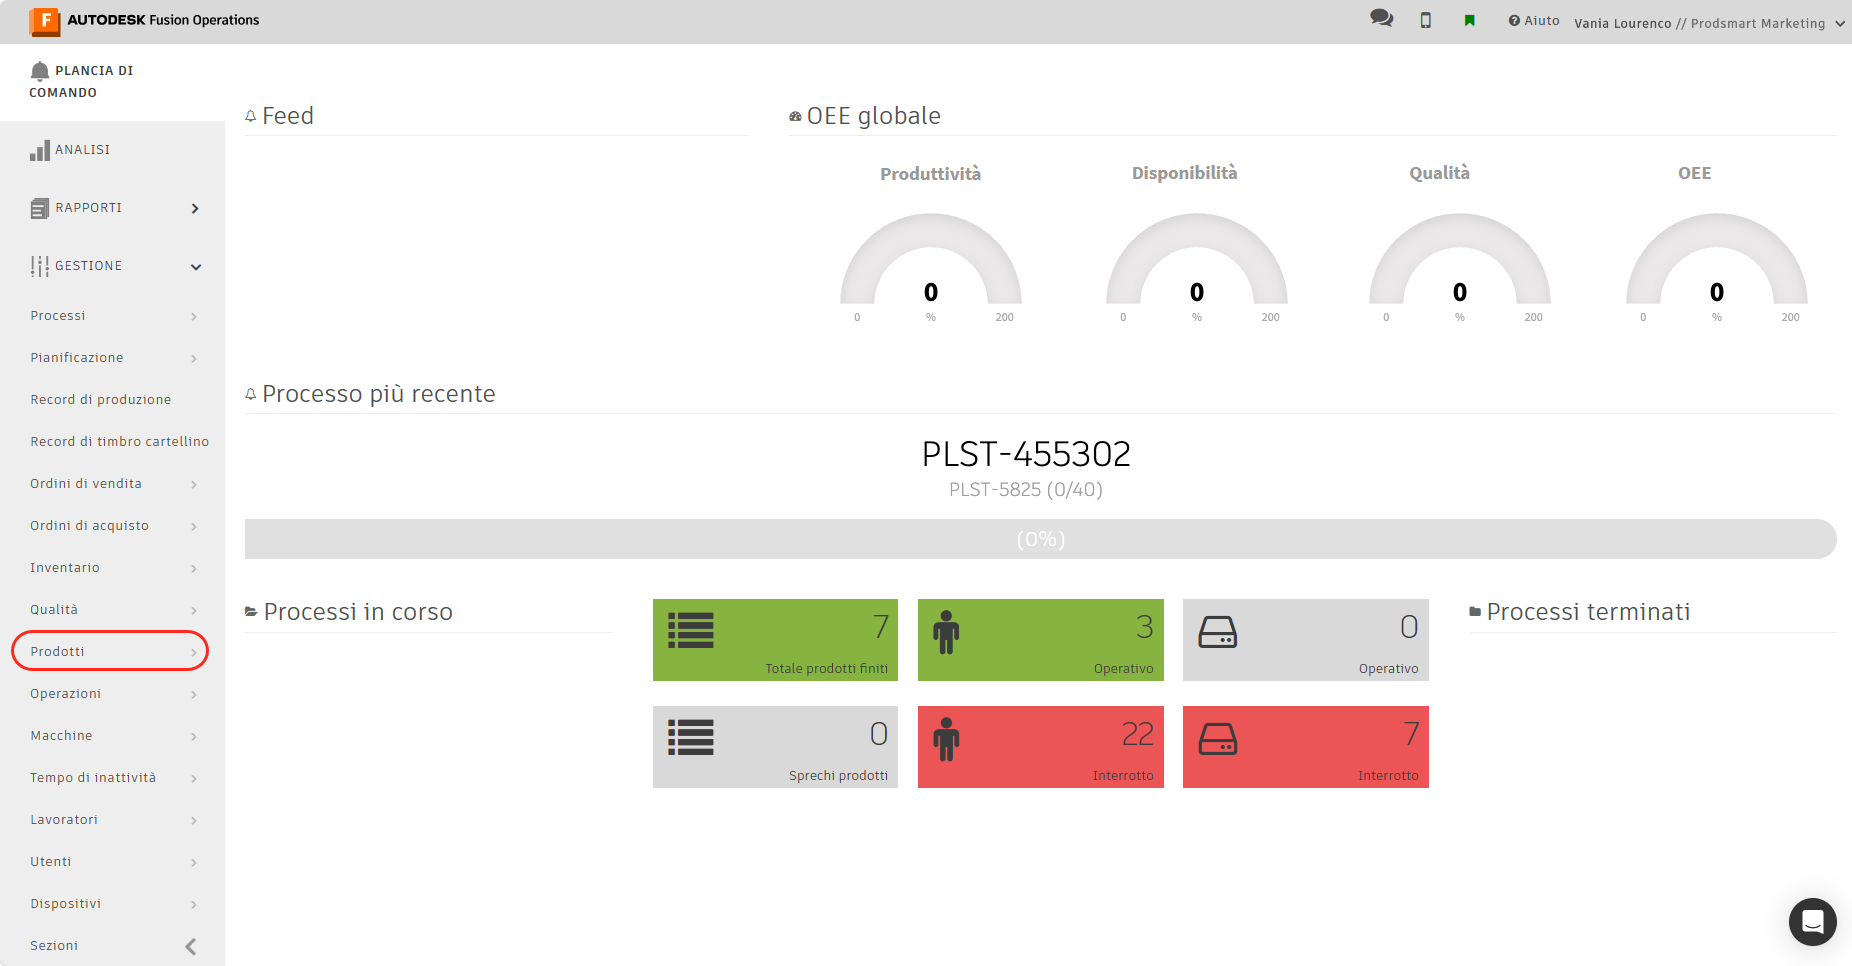 AUTODESK Fusion Operations
Aiuto
Vania Lourenco // Prodsmart Marketing
PLANCIA DI
COMANDO
ANALISI
RAPPORTI
GESTIONE
Processi
Pianificazione
Record di produzione
Record di timbro cartellino
Ordini di vendita
Ordini di acquisto
Inventario
Qualità
Prodotti
Operazioni
Macchine
Tempo di inattività
Lavoratori
Utenti
Dispositivi
Sezioni
Feed
OEE globale
Produttività
0
0 % 200
Disponibilità
0
0 % 200
Qualità
0
0 % 200
OEE
0
0 % 200
Processo più recente
PLST-455302
PLST-5825 (0/40)
(0%)
Processi in corso
7
Totale prodotti finiti
3
Operativo
0
Operativo
0
Sprechi prodotti
22
Interrotto
7
Interrotto
Processi terminati